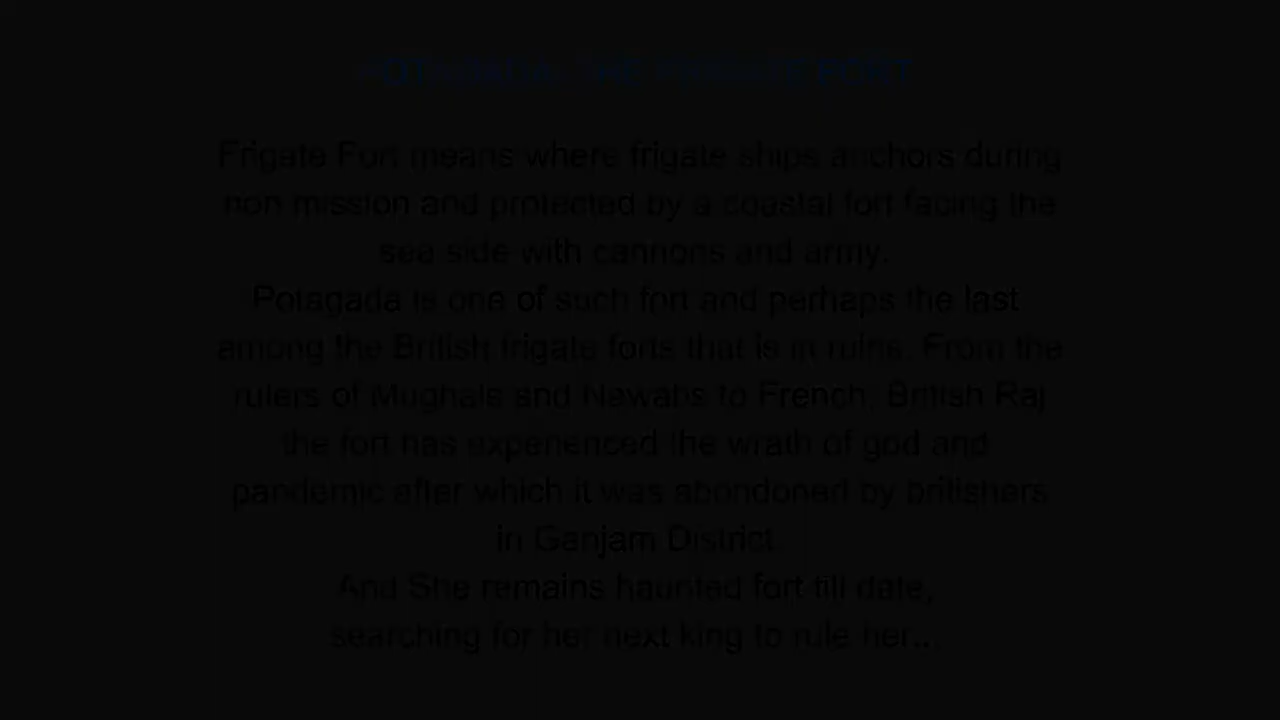 POTAGADA: THE FRIGATE FORT
Frigate Fort means where frigate ships anchors during
non mission and protected by a coastal fort facing the
sea side with cannons and army.
Potagada is one of such fort and perhaps the last
among the British frigate forts that is in ruins. From the
rulers of Mughals and Nawabs to French, British Raj
the fort has experienced the wrath of god and
pandemic after which it was abondoned by britishers
in Ganjam District
And She remains haunted fort till date,
searching for her next king to rule her...